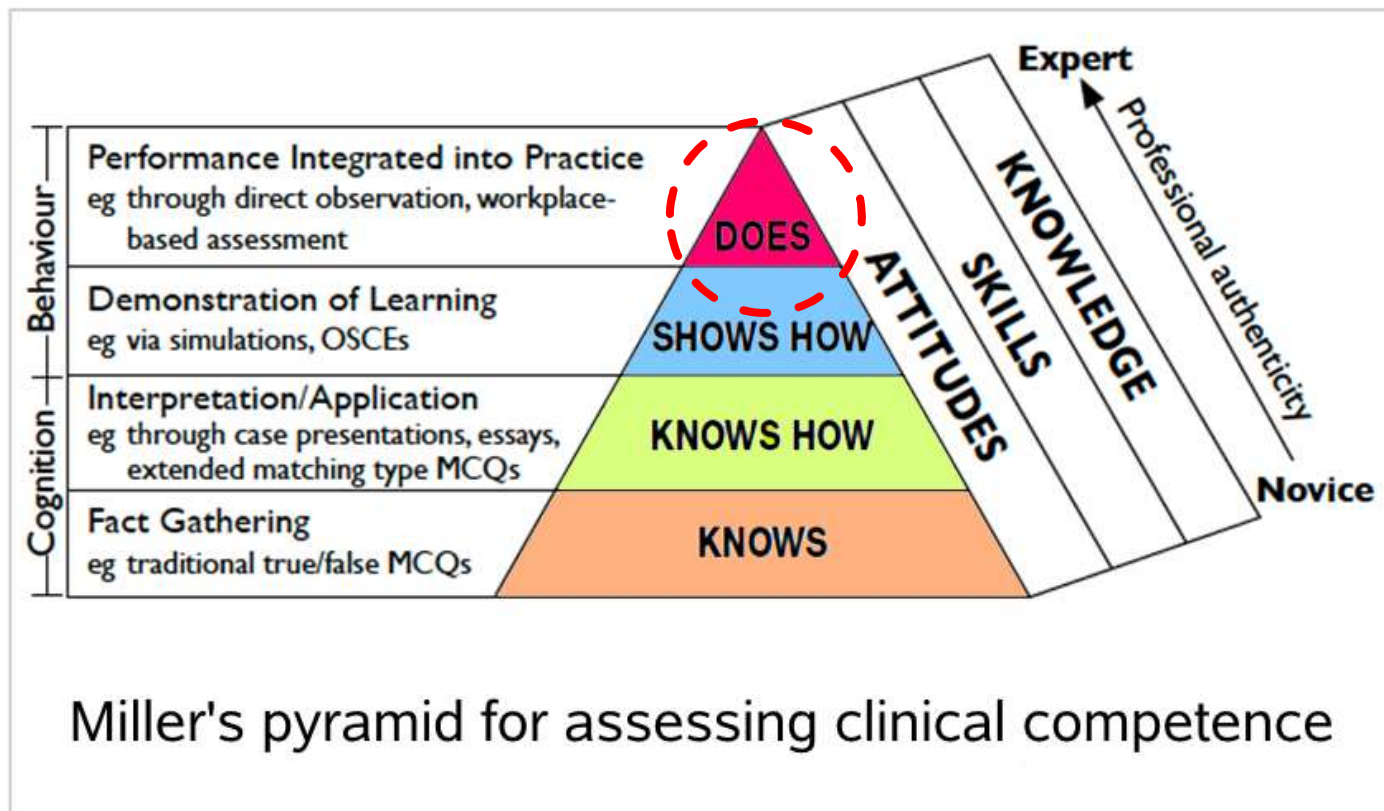 Expert
Professional authenticity
Novice
Behaviour
Cognition
Performance Integrated into Practice
eg through direct observation, workplace-
based assessment
DOES
Demonstration of Learning
eg via simulations, OSCEs
SHOWS HOW
Interpretation/Application
eg through case presentations, essays,
extended matching type MCQs
KNOWS HOW
Fact Gathering
eg traditional true/false MCQs
KNOWS
ATTITUDES
SKILLS
KNOWLEDGE
Miller's pyramid for assessing clinical competence